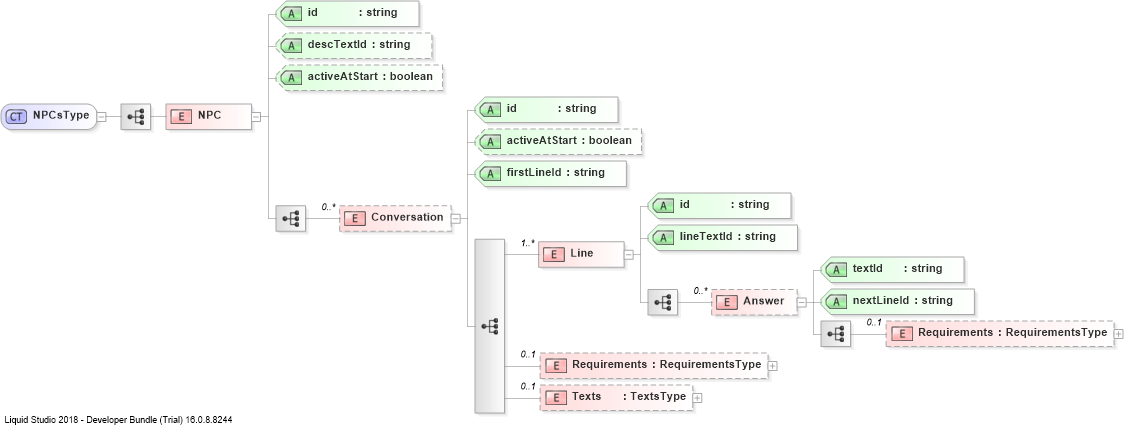 A id : string
A descTextId : string
A activeAtStart : boolean
CT NPCsType
E NPC
A id : string
A activeAtStart : boolean
A firstLineId : string
0..*
E Conversation
A id : string
A lineTextId : string
1..*
E Line
A textId : string
A nextLineId : string
0..*
E Answer
0..1
E Requirements : RequirementsType
0..1
E Requirements : RequirementsType
0..1
E Texts : TextsType
Liquid Studio 2018 - Developer Bundle (Trial) 16.0.8.8244